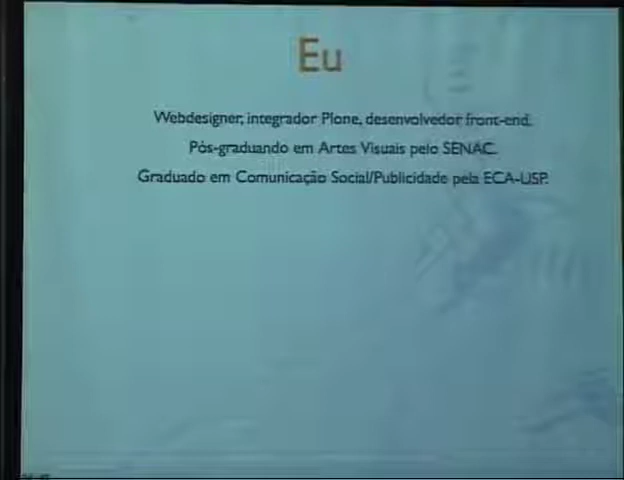 Eu
Webdesigner, integrador Plone, desenvolvedor front-end.
Pós-graduando em Artes Visuais pelo SENAC.
Graduado em Comunicação Social/Publicidade pela ECA-USP.